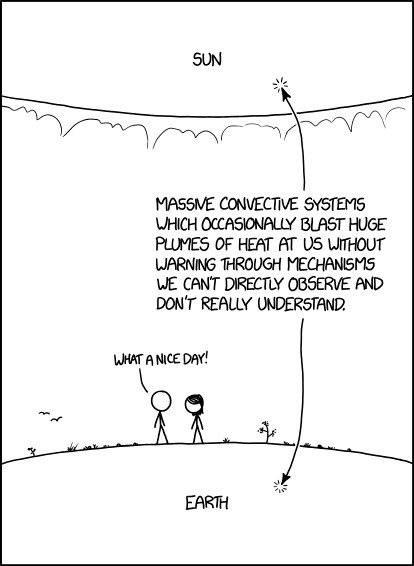 SUN
MASSIVE CONVECTIVE SYSTEMS
WHICH OCCASIONALLY BLAST HUGE
PLUMES OF HEAT AT US WITHOUT
WARNING THROUGH MECHANISMS
WE CAN'T DIRECTLY OBSERVE AND
DON'T REALLY UNDERSTAND.
WHAT A NICE DAY!
EARTH